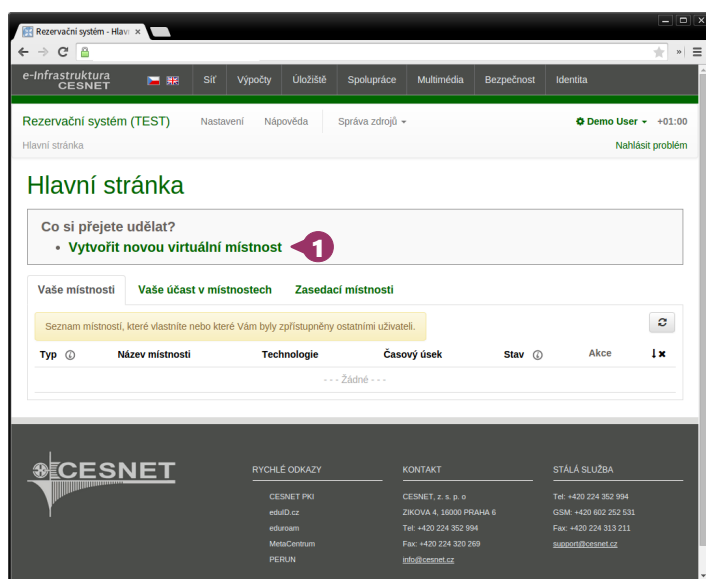 Rezervační systém - Hlavr
e-Infrastruktura
CESNET
Síť Výpočty Úložiště Spolupráce Multimédia Bezpečnost Identita
Rezervační systém (TEST) Nastavení Nápověda Správa zdrojů Demo User +01:00
Hlavní stránka Nahlásit problém
Hlavní stránka
Co si přejete udělat?
• Vytvořit novou virtuální místnost 1
Vaše místnosti Vaše účast v místnostech Zasedací místnosti
Seznam místností, které vlastníte nebo které Vám byly zpřístupněny ostatními uživateli.
Typ Název místnosti Technologie Časový úsek Stav Akce
- - - Žádné - - -
CESNET
RYCHLÉ ODKAZY KONTAKT STÁLÁ SLUŽBA
CESNET PKI CESNET, z. s. p. o Tel: +420 224 352 994
eduID.cz ZIKOVA 4, 16000 PRAHA 6 GSM: +420 602 252 531
eduroam Tel: +420 224 352 994 Fax: +420 224 313 211
MetaCentrum Fax: +420 224 320 269 support@cesnet.cz
PERUN info@cesnet.cz